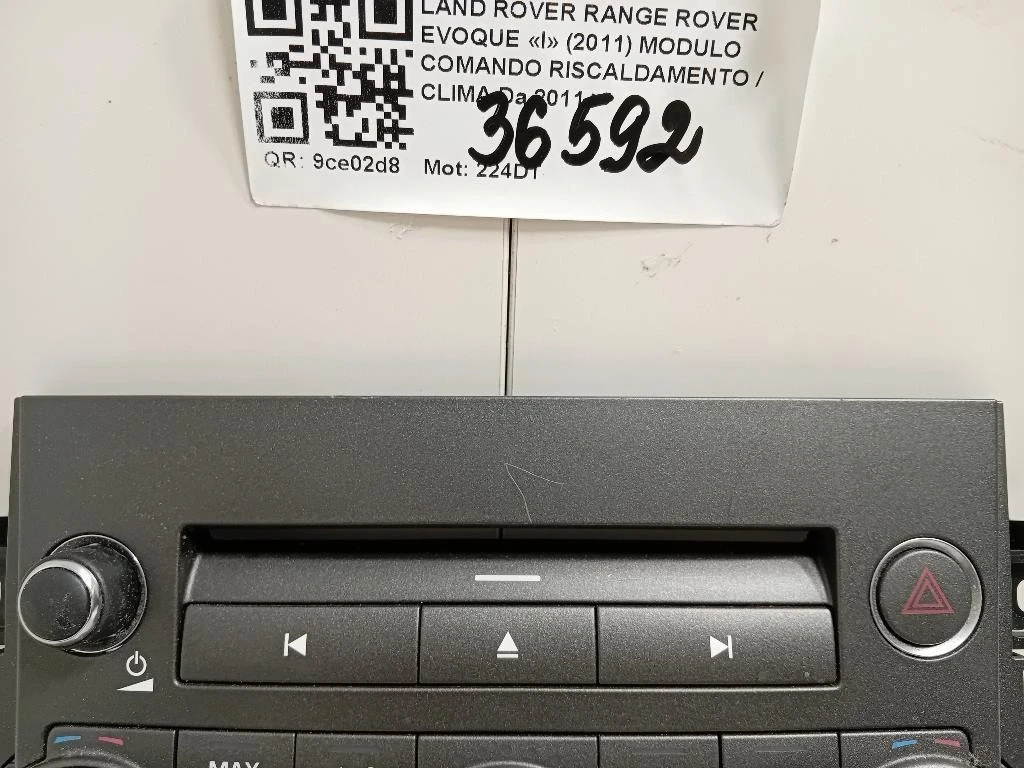 LAND ROVER RANGE ROVER
EVOQUE «I» (2011) MODULO
COMANDO RISCALDAMENTO /
CLIMA Da 2011
36592
QR: 9ce02d8 Mot: 224DT
MAX